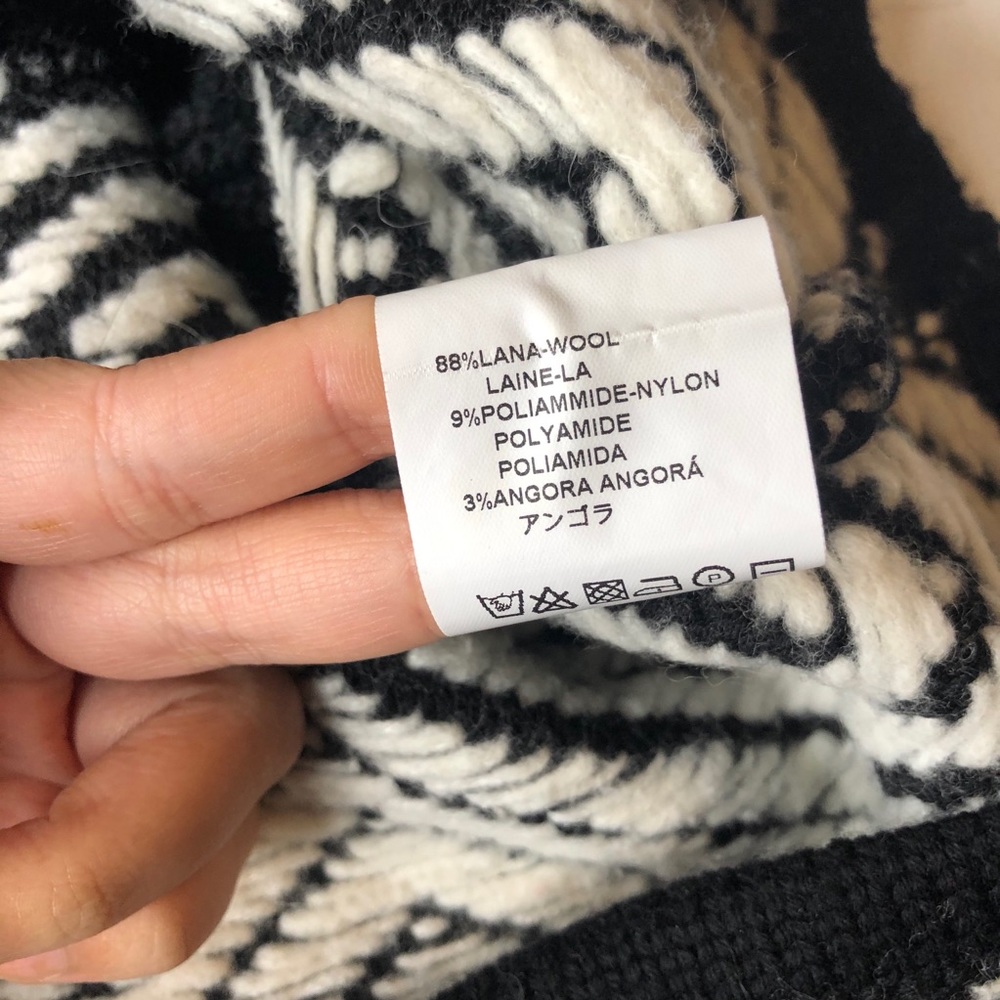 88%LANA-WOOL
LAINE-LA
9%POLIAMMIDE-NYLON
POLYAMIDE
POLIAMIDA
3%ANGORA ANGORÁ
アンゴラ
P